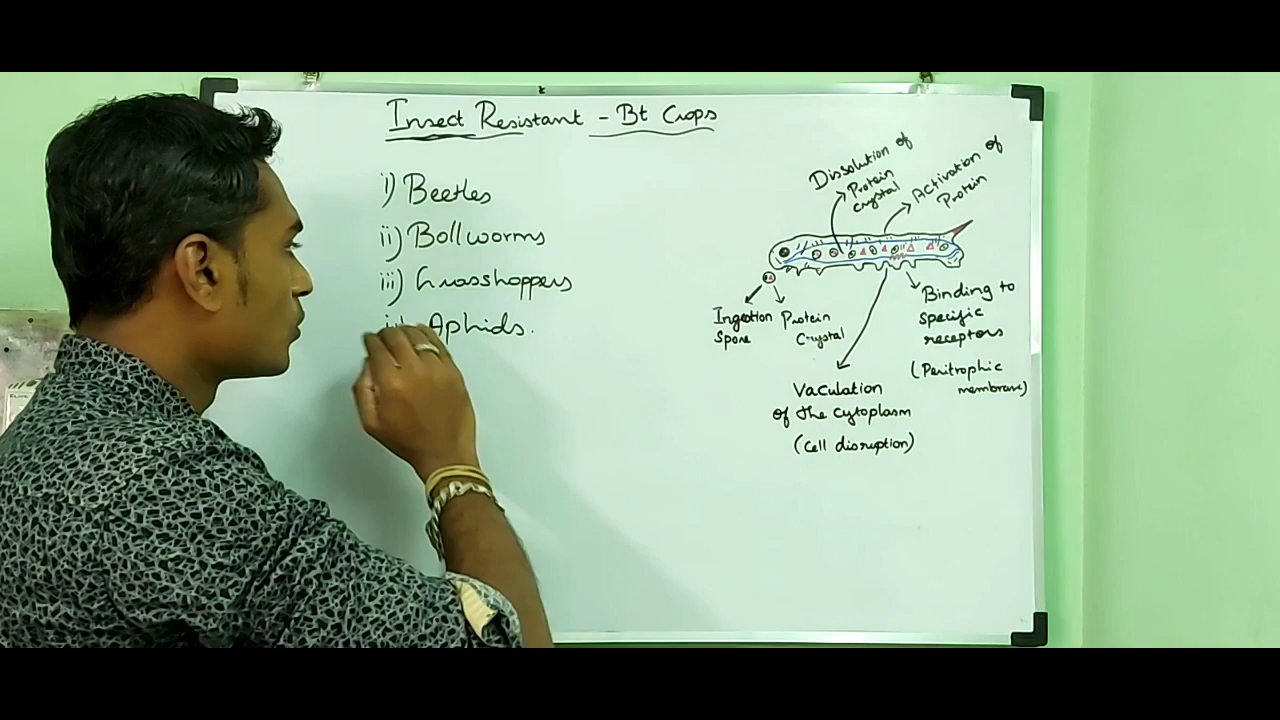 Insect Resistant - Bt Crops
i) Beetles
ii) Bollworms
iii) Grasshoppers
Aphids.
Dissolution of
Protein
crystal
Activation of
Protein
Ingestion
Spore
Protein
Crystal
Binding to
specific
receptors
(Peritrophic
membrane)
Vaculation
of the cytoplasm
(cell disruption)